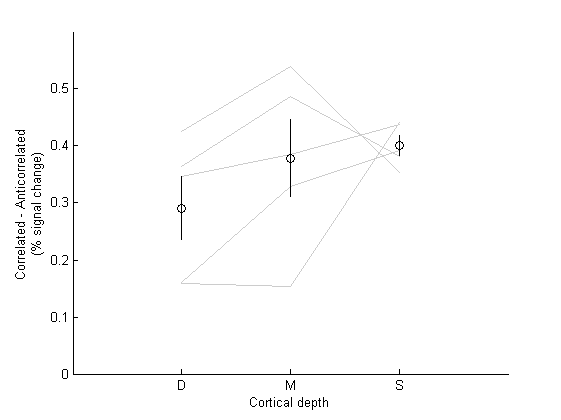 Correlated - Anticorrelated
(% signal change)
0.5
0.4
0.3
0.2
0.1
0
D M S
Cortical depth